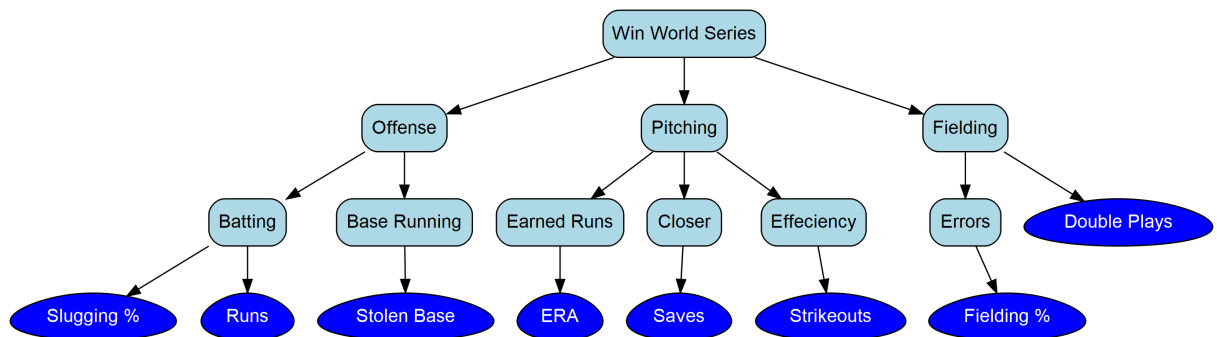 Win World Series
Offense
Pitching
Fielding
Batting
Base Running
Earned Runs
Closer
Effeciency
Errors
Double Plays
Slugging %
Runs
Stolen Base
ERA
Saves
Strikeouts
Fielding %